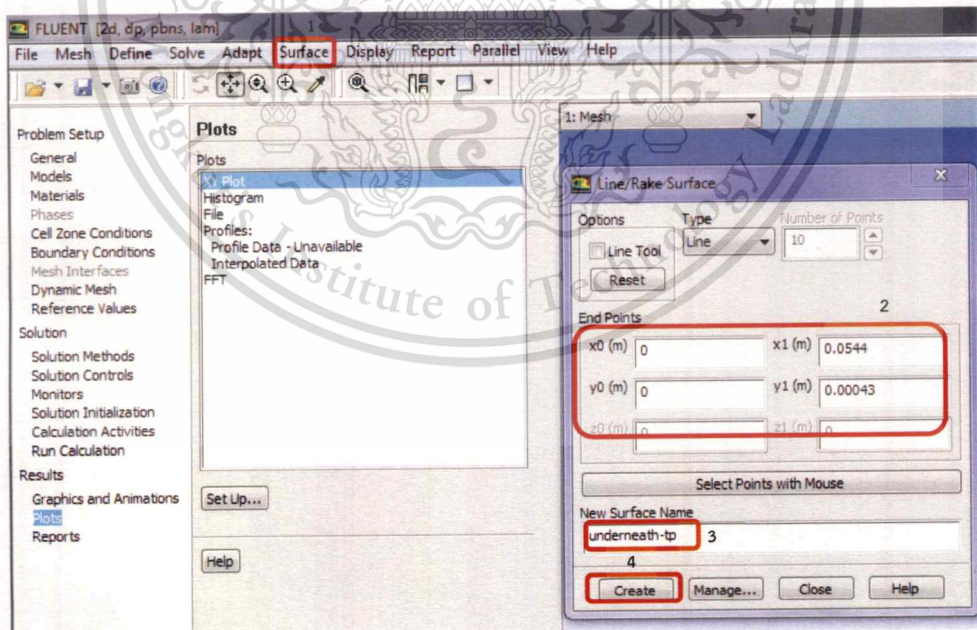 FLUENT [2d, dp, pbns, lam]
1
File Mesh Define Solve Adapt Surface Display Report Parallel View Help
Problem Setup
General
Models
Materials
Phases
Cell Zone Conditions
Boundary Conditions
Mesh Interfaces
Dynamic Mesh
Reference Values
Solution
Solution Methods
Solution Controls
Monitors
Solution Initialization
Calculation Activities
Run Calculation
Results
Graphics and Animations
Plots
Reports
Plots
Plots
XY Plot
Histogram
File
Profiles:
Profile Data - Unavailable
Interpolated Data
FFT
Set Up...
Help
1: Mesh
Line/Rake Surface
Options Type Number of Points
Line Tool Line 10
Reset
End Points 2
x0 (m) 0 x1 (m) 0.0544
y0 (m) 0 y1 (m) 0.00043
z0 (m) 0 z1 (m) 0
Select Points with Mouse
New Surface Name
underneath-tp 3
4
Create Manage... Close Help
Institute of Technology Ladkra